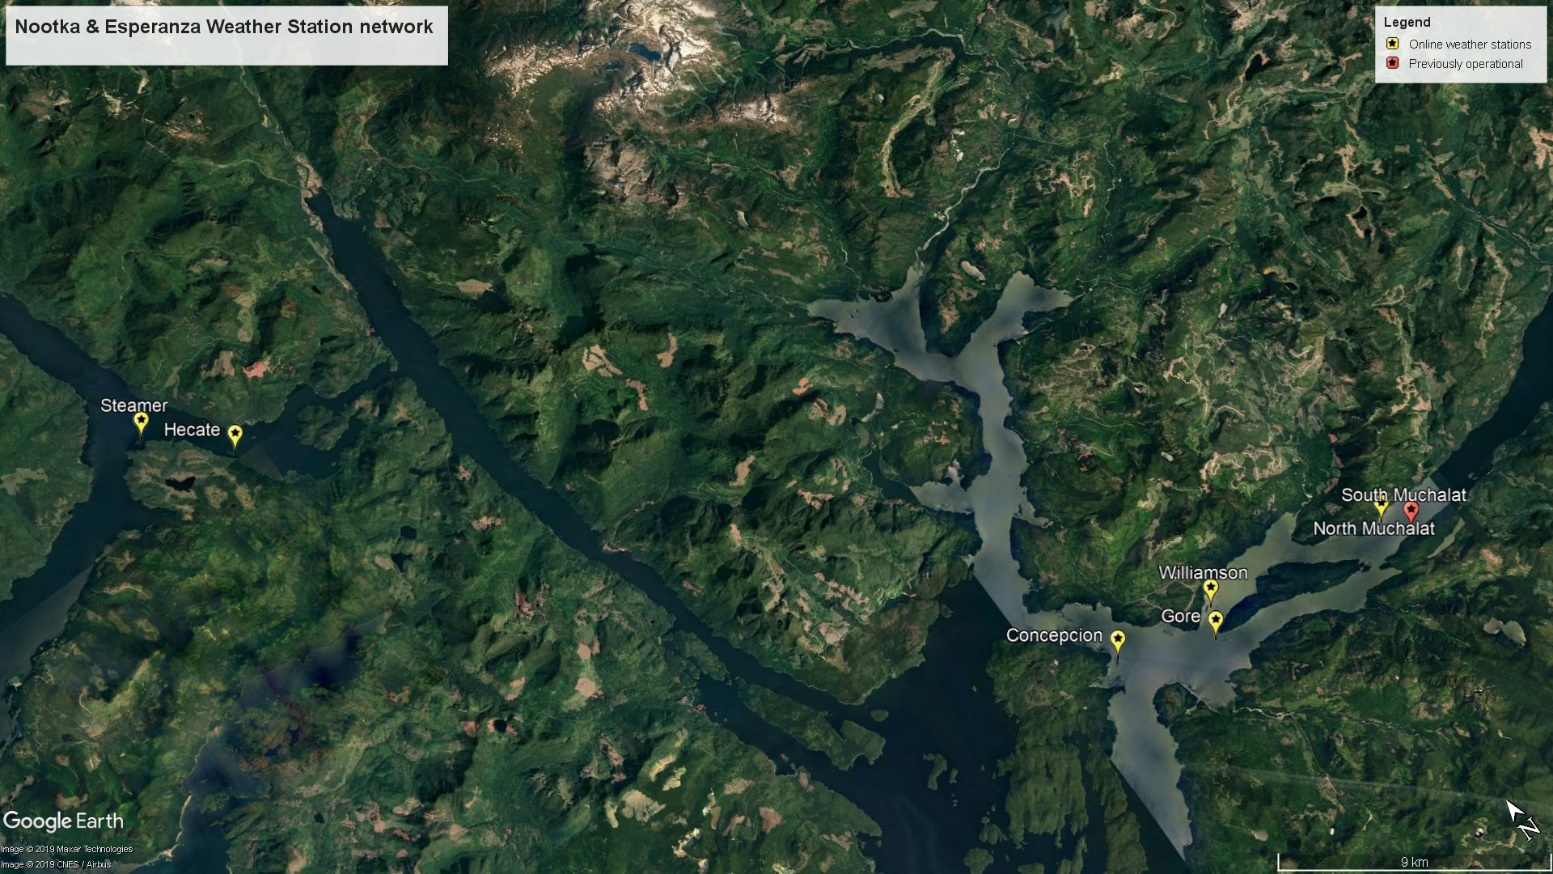 Nootka & Esperanza Weather Station network
Legend
Online weather stations
Previously operational
Steamer
Hecate
South Muchalat
North Muchalat
Williamson
Gore
Concepcion
Google Earth
Image © 2019 Maxar Technologies
Image © 2019 CNES / Airbus
N
9 km